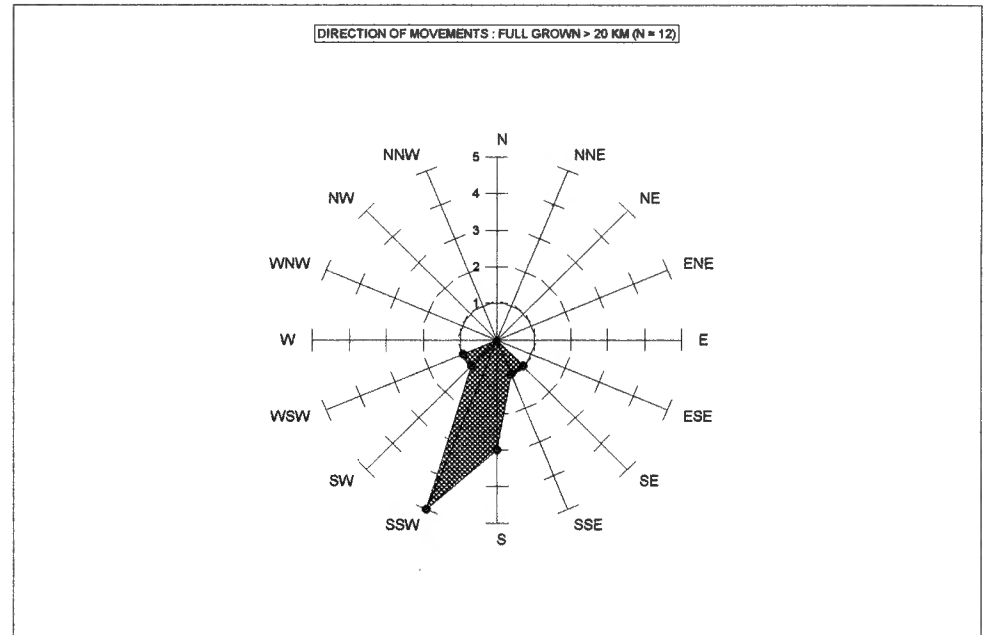 DIRECTION OF MOVEMENTS : FULL GROWN > 20 KM (N = 12)
N
NNW
NNE
5
4
NW
NE
3
WNW
2
ENE
1
W
E
WSW
ESE
SW
SE
SSW
SSE
S